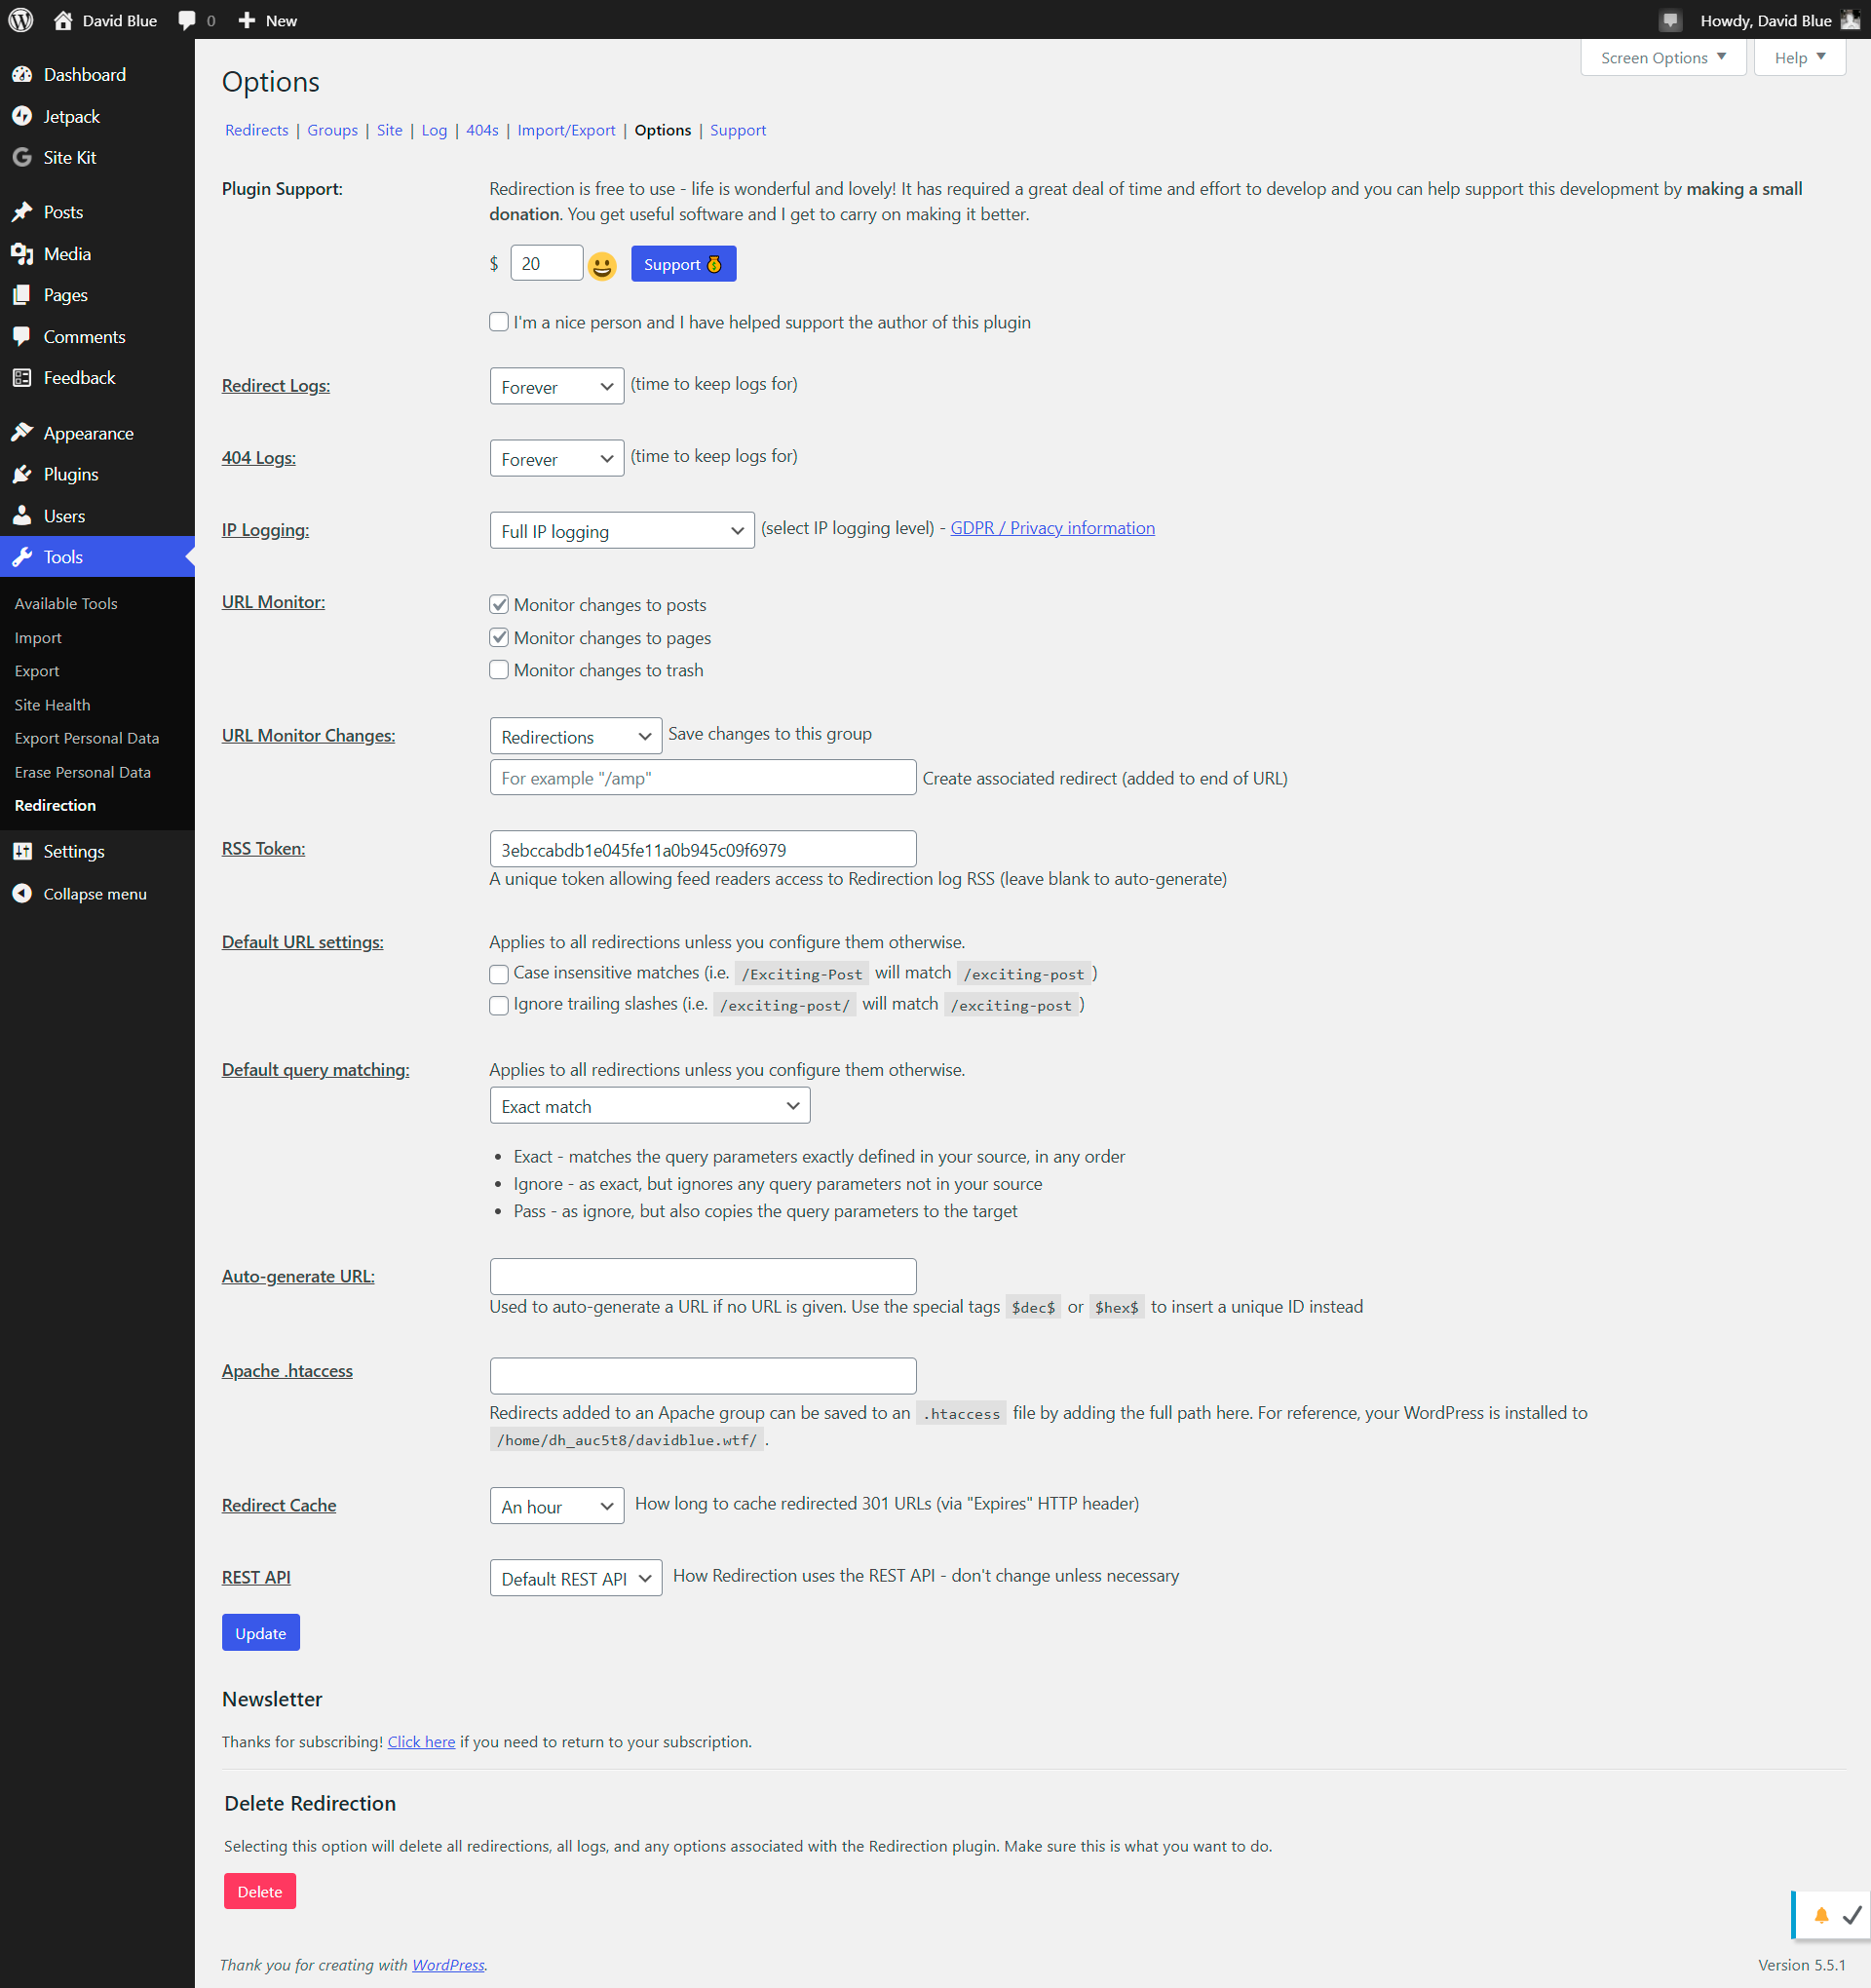 David Blue 0 New Howdy, David Blue
Dashboard
Jetpack
Site Kit
Posts
Media
Pages
Comments
Feedback
Appearance
Plugins
Users
Tools
Available Tools
Import
Export
Site Health
Export Personal Data
Erase Personal Data
Redirection
Settings
Collapse menu
Screen Options Help
Options
Redirects | Groups | Site | Log | 404s | Import/Export | Options | Support
Plugin Support: Redirection is free to use - life is wonderful and lovely! It has required a great deal of time and effort to develop and you can help support this development by making a small
donation. You get useful software and I get to carry on making it better.
$ 20 😀 Support 💰
I'm a nice person and I have helped support the author of this plugin
Redirect Logs: Forever (time to keep logs for)
404 Logs: Forever (time to keep logs for)
IP Logging: Full IP logging (select IP logging level) - GDPR / Privacy information
URL Monitor: Monitor changes to posts
Monitor changes to pages
Monitor changes to trash
URL Monitor Changes: Redirections Save changes to this group
For example "/amp" Create associated redirect (added to end of URL)
RSS Token: 3ebccabdb1e045fe11a0b945c09f6979
A unique token allowing feed readers access to Redirection log RSS (leave blank to auto-generate)
Default URL settings: Applies to all redirections unless you configure them otherwise.
Case insensitive matches (i.e. /Exciting-Post will match /exciting-post )
Ignore trailing slashes (i.e. /exciting-post/ will match /exciting-post )
Default query matching: Applies to all redirections unless you configure them otherwise.
Exact match
• Exact - matches the query parameters exactly defined in your source, in any order
• Ignore - as exact, but ignores any query parameters not in your source
• Pass - as ignore, but also copies the query parameters to the target
Auto-generate URL:
Used to auto-generate a URL if no URL is given. Use the special tags $dec$ or $hex$ to insert a unique ID instead
Apache .htaccess
Redirects added to an Apache group can be saved to an .htaccess file by adding the full path here. For reference, your WordPress is installed to
/home/dh_auc5t8/davidblue.wtf/ .
Redirect Cache An hour How long to cache redirected 301 URLs (via "Expires" HTTP header)
REST API Default REST API How Redirection uses the REST API - don't change unless necessary
Update
Newsletter
Thanks for subscribing! Click here if you need to return to your subscription.
Delete Redirection
Selecting this option will delete all redirections, all logs, and any options associated with the Redirection plugin. Make sure this is what you want to do.
Delete
Thank you for creating with WordPress. Version 5.5.1